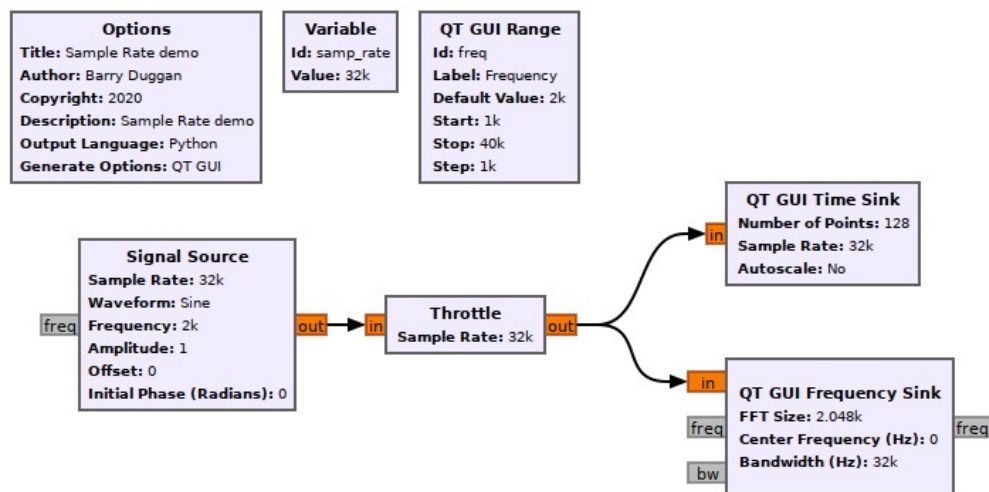 Options
Title: Sample Rate demo
Author: Barry Duggan
Copyright: 2020
Description: Sample Rate demo
Output Language: Python
Generate Options: QT GUI
Variable
Id: samp_rate
Value: 32k
QT GUI Range
Id: freq
Label: Frequency
Default Value: 2k
Start: 1k
Stop: 40k
Step: 1k
Signal Source
Sample Rate: 32k
Waveform: Sine
Frequency: 2k
Amplitude: 1
Offset: 0
Initial Phase (Radians): 0
freq
out
in
Throttle
Sample Rate: 32k
out
in
QT GUI Time Sink
Number of Points: 128
Sample Rate: 32k
Autoscale: No
in
freq
bw
QT GUI Frequency Sink
FFT Size: 2.048k
Center Frequency (Hz): 0
Bandwidth (Hz): 32k
freq